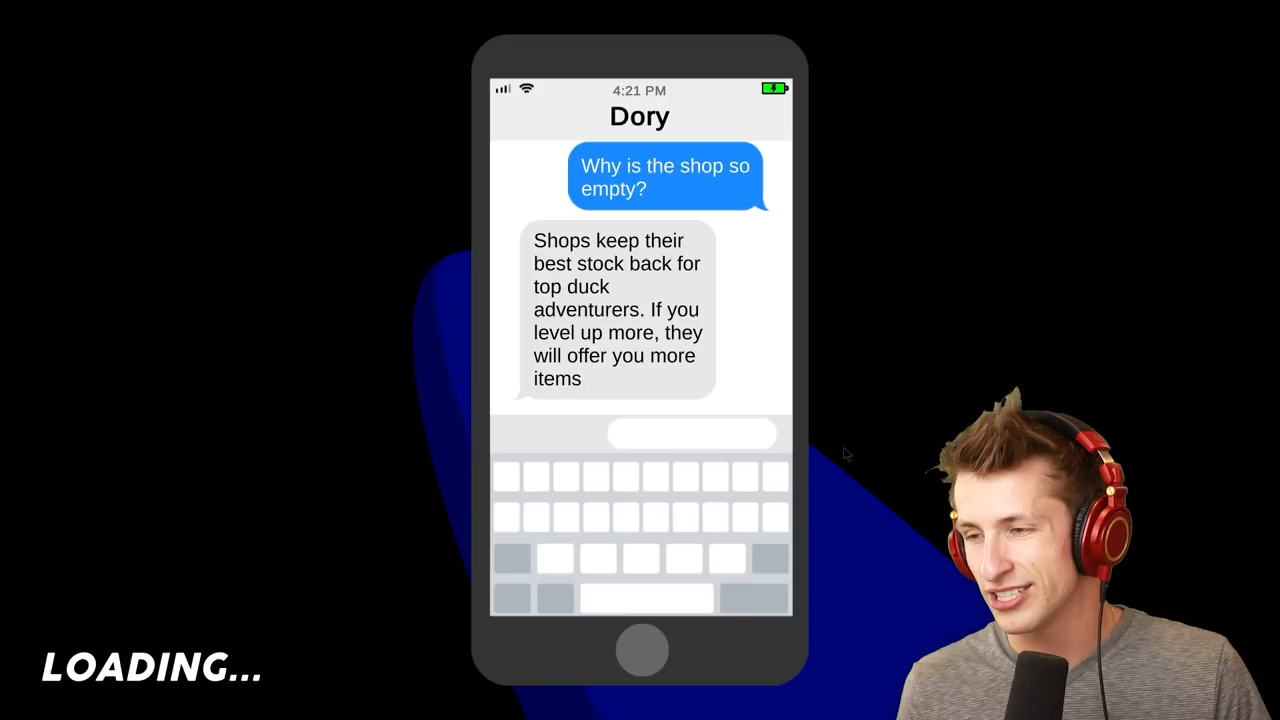 4:21 PM
Dory
Why is the shop so
empty?
Shops keep their
best stock back for
top duck
adventurers. If you
level up more, they
will offer you more
items
LOADING...